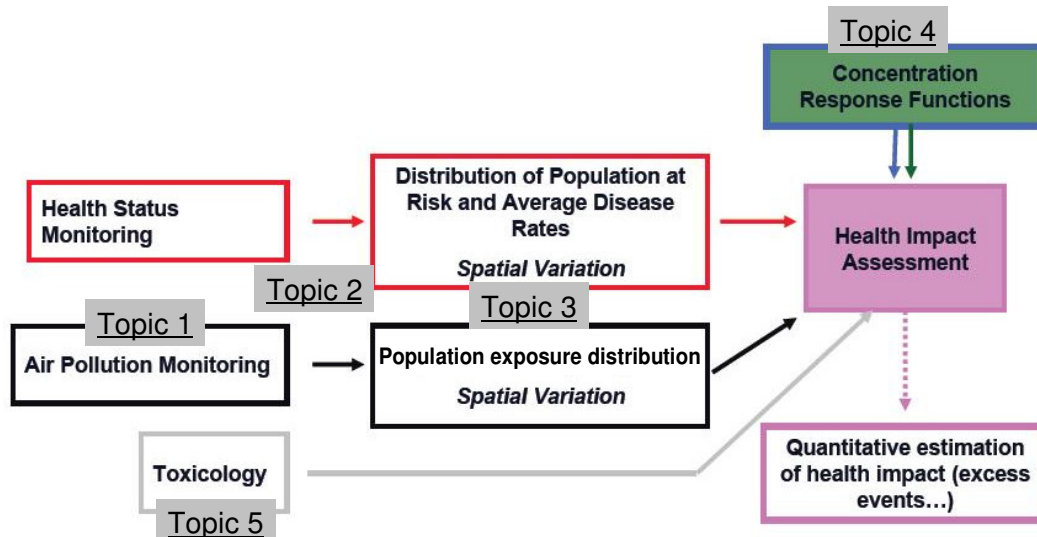 Topic 4
Concentration
Response Functions
Health Status
Monitoring
Distribution of Population at
Risk and Average Disease
Rates
Spatial Variation
Health Impact
Assessment
Topic 2
Topic 1
Air Pollution Monitoring
Topic 3
Population exposure distribution
Spatial Variation
Toxicology
Topic 5
Quantitative estimation
of health impact (excess
events...)